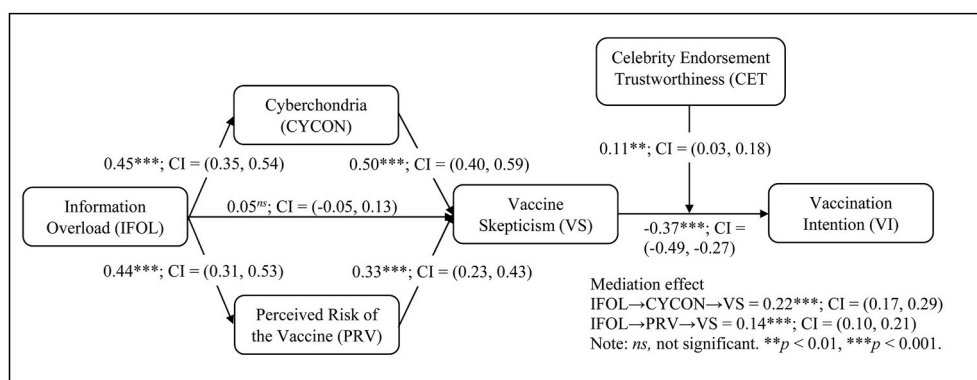 Celebrity Endorsement
Trustworthiness (CET
Cyberchondria
(CYCON)
0.11**; CI = (0.03, 0.18)
0.45***; CI = (0.35, 0.54)
0.50***; CI = (0.40, 0.59)
Information
Overload (IFOL)
0.05ns; CI = (-0.05, 0.13)
Vaccine
Skepticism (VS)
Vaccination
Intention (VI)
-0.37***; CI =
(-0.49, -0.27)
0.44***; CI = (0.31, 0.53)
0.33***; CI = (0.23, 0.43)
Perceived Risk of
the Vaccine (PRV)
Mediation effect
IFOL→CYCON→VS = 0.22***; CI = (0.17, 0.29)
IFOL→PRV→VS = 0.14***; CI = (0.10, 0.21)
Note: ns, not significant. **p < 0.01, ***p < 0.001.